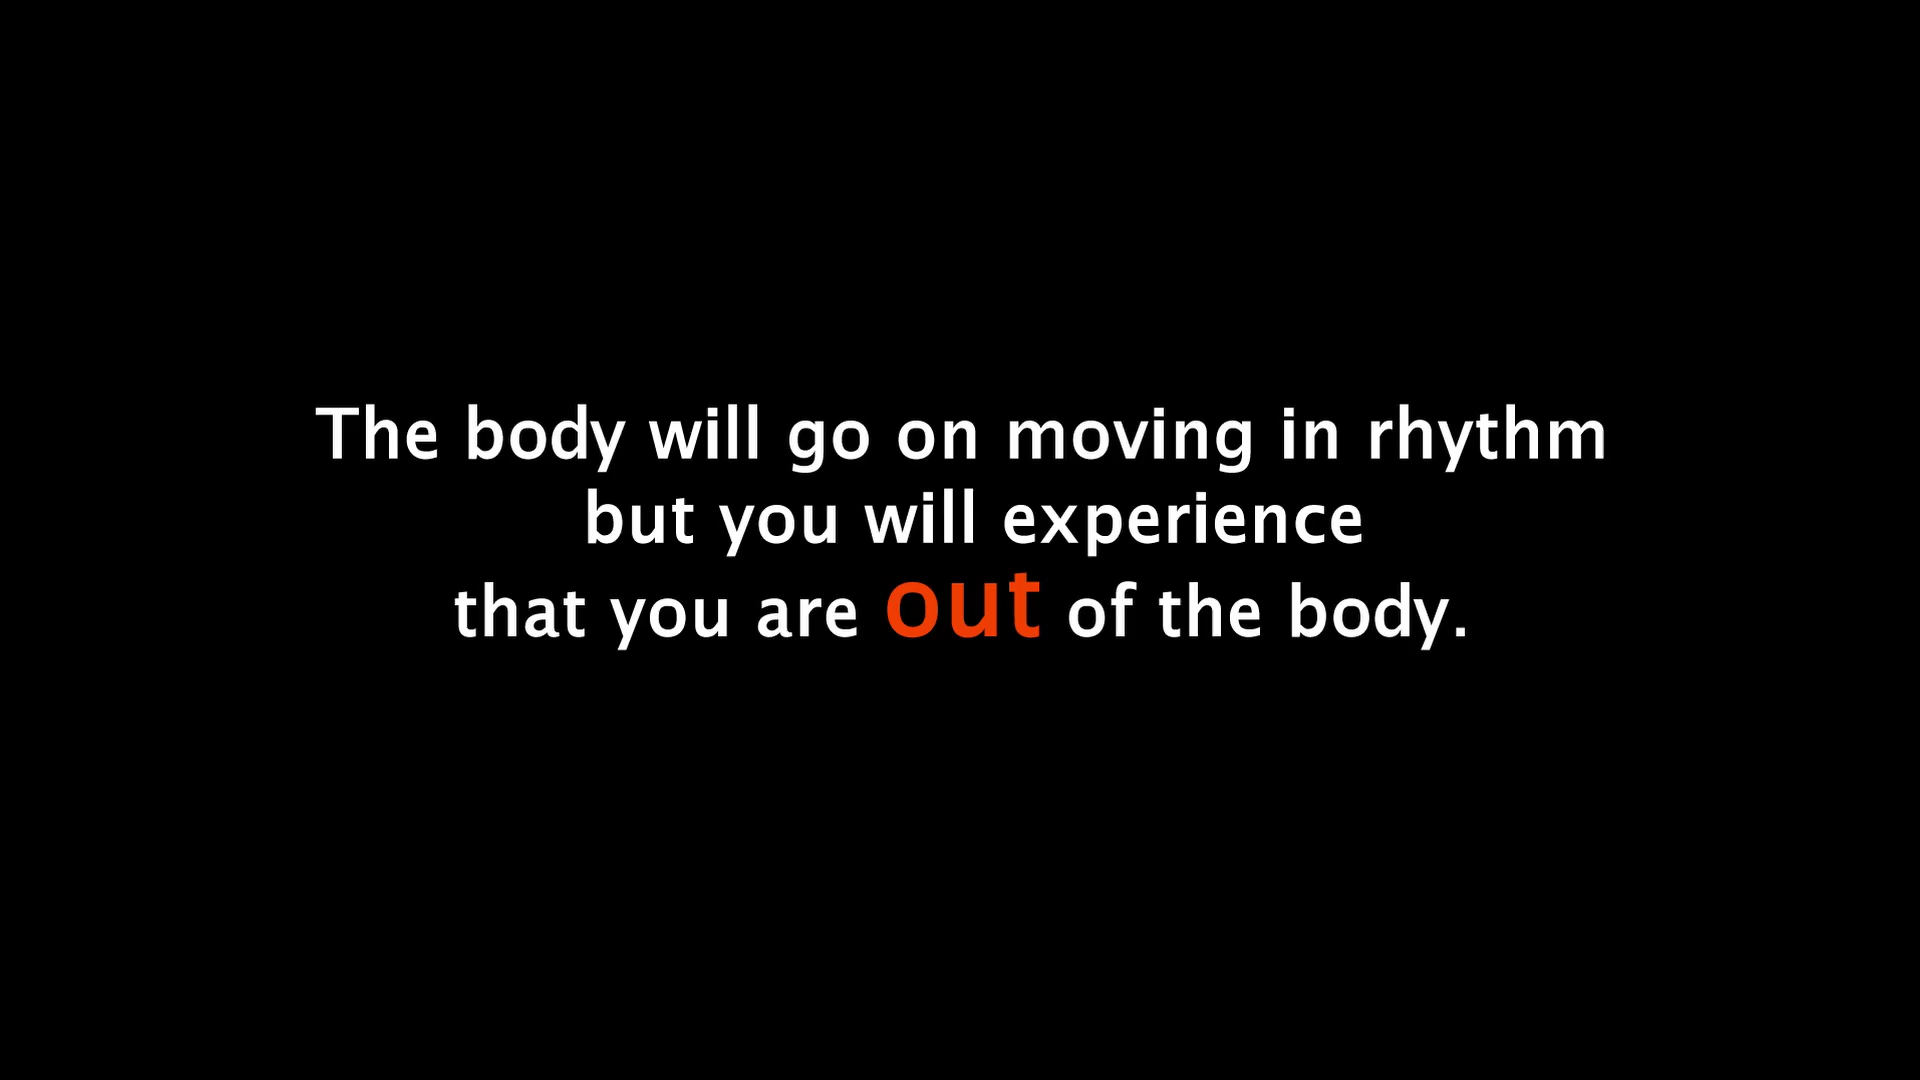 The body will go on moving in rhythm
but you will experience
that you are out of the body.